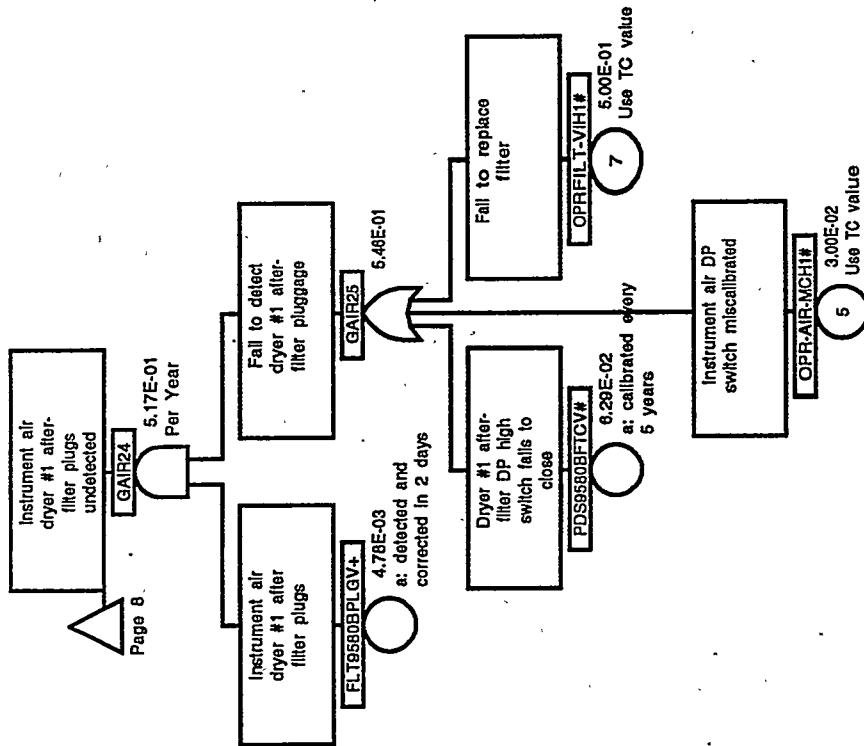 Instrument air
dryer #1 after-
filter plugs
undetected
GAIR24
5.17E-01
Per Year
Page 8
Instrument air
dryer #1 after
filter plugs
FLT9580BPLGV+
4.78E-03
a: detected and
corrected in 2 days
Fail to detect
dryer #1 after-
filter pluggage
GAIR25
5.46E-01
Dryer #1 after-
filter DP high
switch fails to
close
PDS9580BFTCV#
6.29E-02
a: calibrated every
5 years
Instrument air DP
switch miscalibrated
OPR-AIR-MCH1#
5
3.00E-02
Use TC value
Fail to replace
filter
OPRFILT-VIH1#
7
5.00E-01
Use TC value